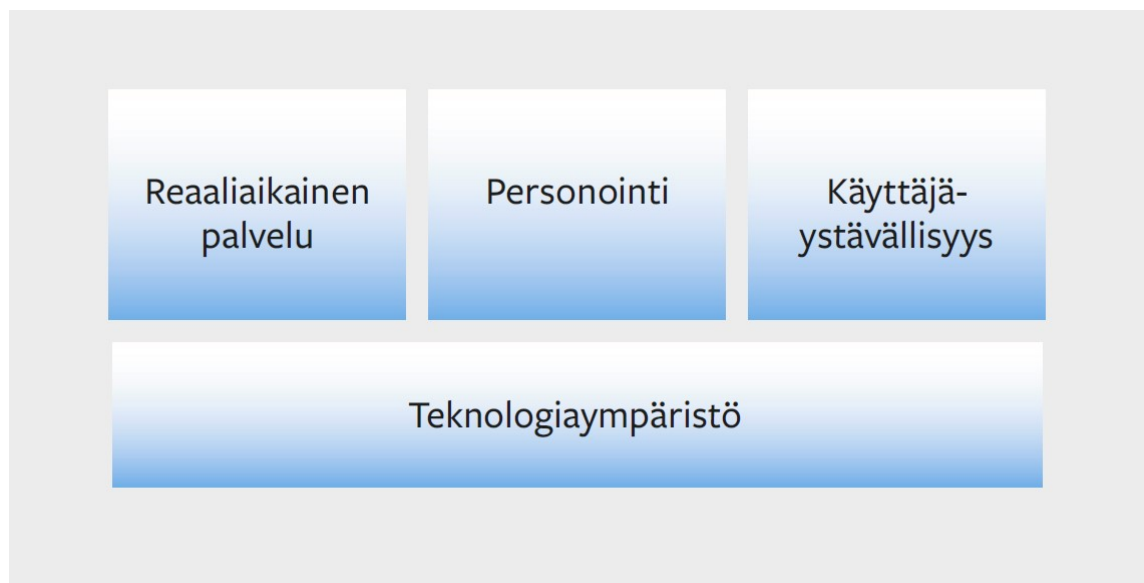 Reaaliaikainen
palvelu
Personointi
Käyttäjä-
ystävällisyys
Teknologiaympäristö